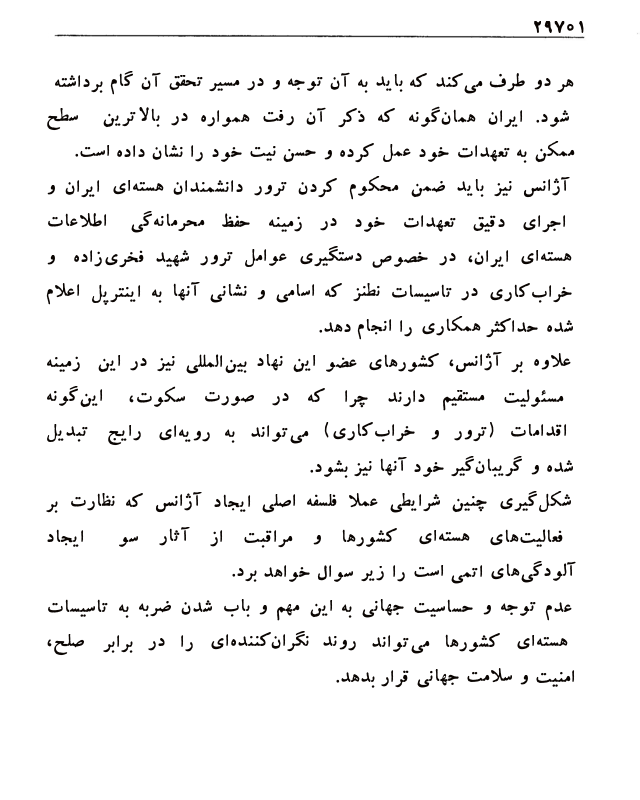 ۲۹۷۵۱
هر دو طرف می‌کند که باید به آن توجه و در مسیر تحقق آن گام برداشته
شود. ایران همان‌گونه که ذکر آن رفت همواره در بالاترین سطح
ممکن به تعهدات خود عمل کرده و حسن نیت خود را نشان داده است.
آژانس نیز باید ضمن محکوم کردن ترور دانشمندان هسته‌ای ایران و
اجرای دقیق تعهدات خود در زمینه حفظ محرمانه‌گی اطلاعات
هسته‌ای ایران، در خصوص دستگیری عوامل ترور شهید فخری‌زاده و
خراب‌کاری در تاسیسات نطنز که اسامی و نشانی آنها به اینترپل اعلام
شده حداکثر همکاری را انجام دهد.
علاوه بر آژانس، کشورهای عضو این نهاد بین‌المللی نیز در این زمینه
مسئولیت مستقیم دارند چرا که در صورت سکوت، این‌گونه
اقدامات (ترور و خراب‌کاری) می‌تواند به رویه‌ای رایج تبدیل
شده و گریبان‌گیر خود آنها نیز بشود.
شکل‌گیری چنین شرایطی عملا فلسفه اصلی ایجاد آژانس که نظارت بر
فعالیت‌های هسته‌ای کشورها و مراقبت از آثار سو ایجاد
آلودگی‌های اتمی است را زیر سوال خواهد برد.
عدم توجه و حساسیت جهانی به این مهم و باب شدن ضربه به تاسیسات
هسته‌ای کشورها می‌تواند روند نگران‌کننده‌ای را در برابر صلح،
امنیت و سلامت جهانی قرار بدهد.